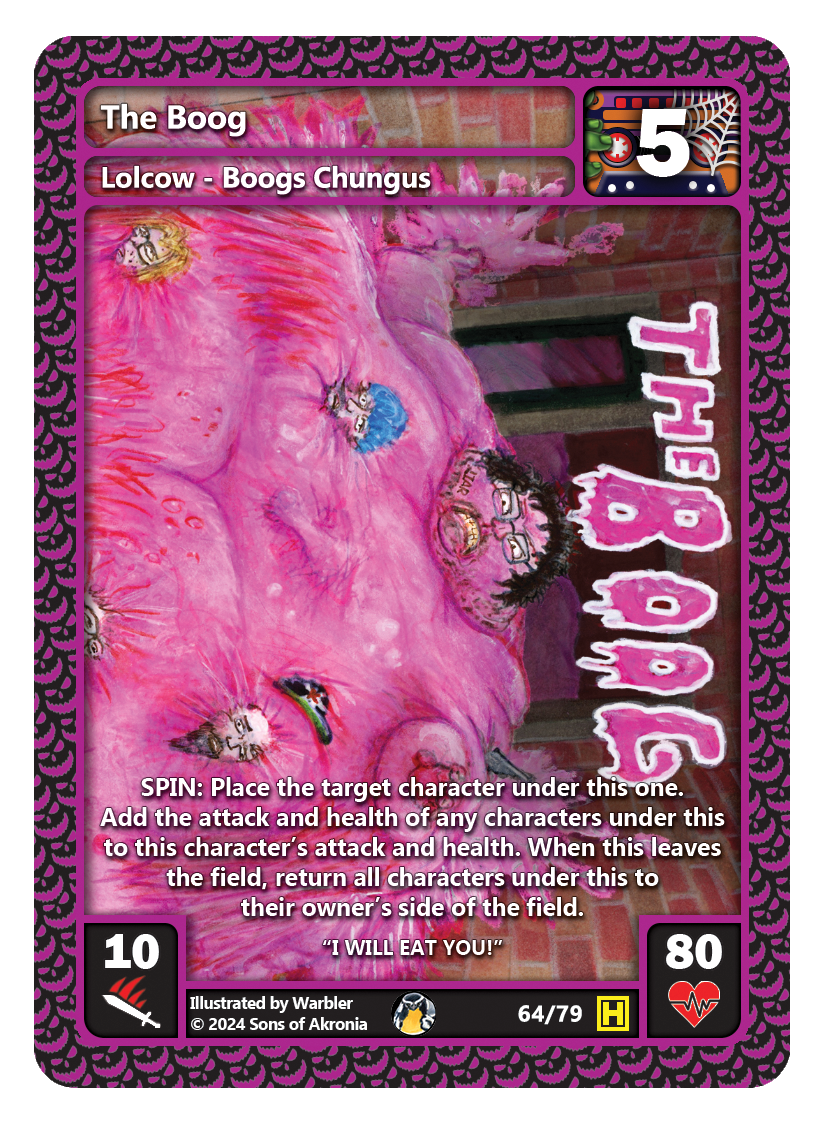 The Boog
5
Lolcow - Boogs Chungus
THE BOOG
SPIN: Place the target character under this one.
Add the attack and health of any characters under this
to this character's attack and health. When this leaves
the field, return all characters under this to
their owner's side of the field.
10
“I WILL EAT YOU!”
80
Illustrated by Warbler
© 2024 Sons of Akronia
64/79
H